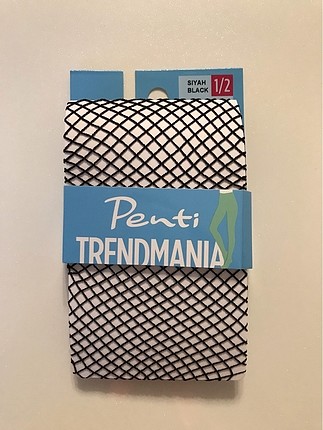 SIYAH
BLACK
1/2
Penti
TRENDMANIA